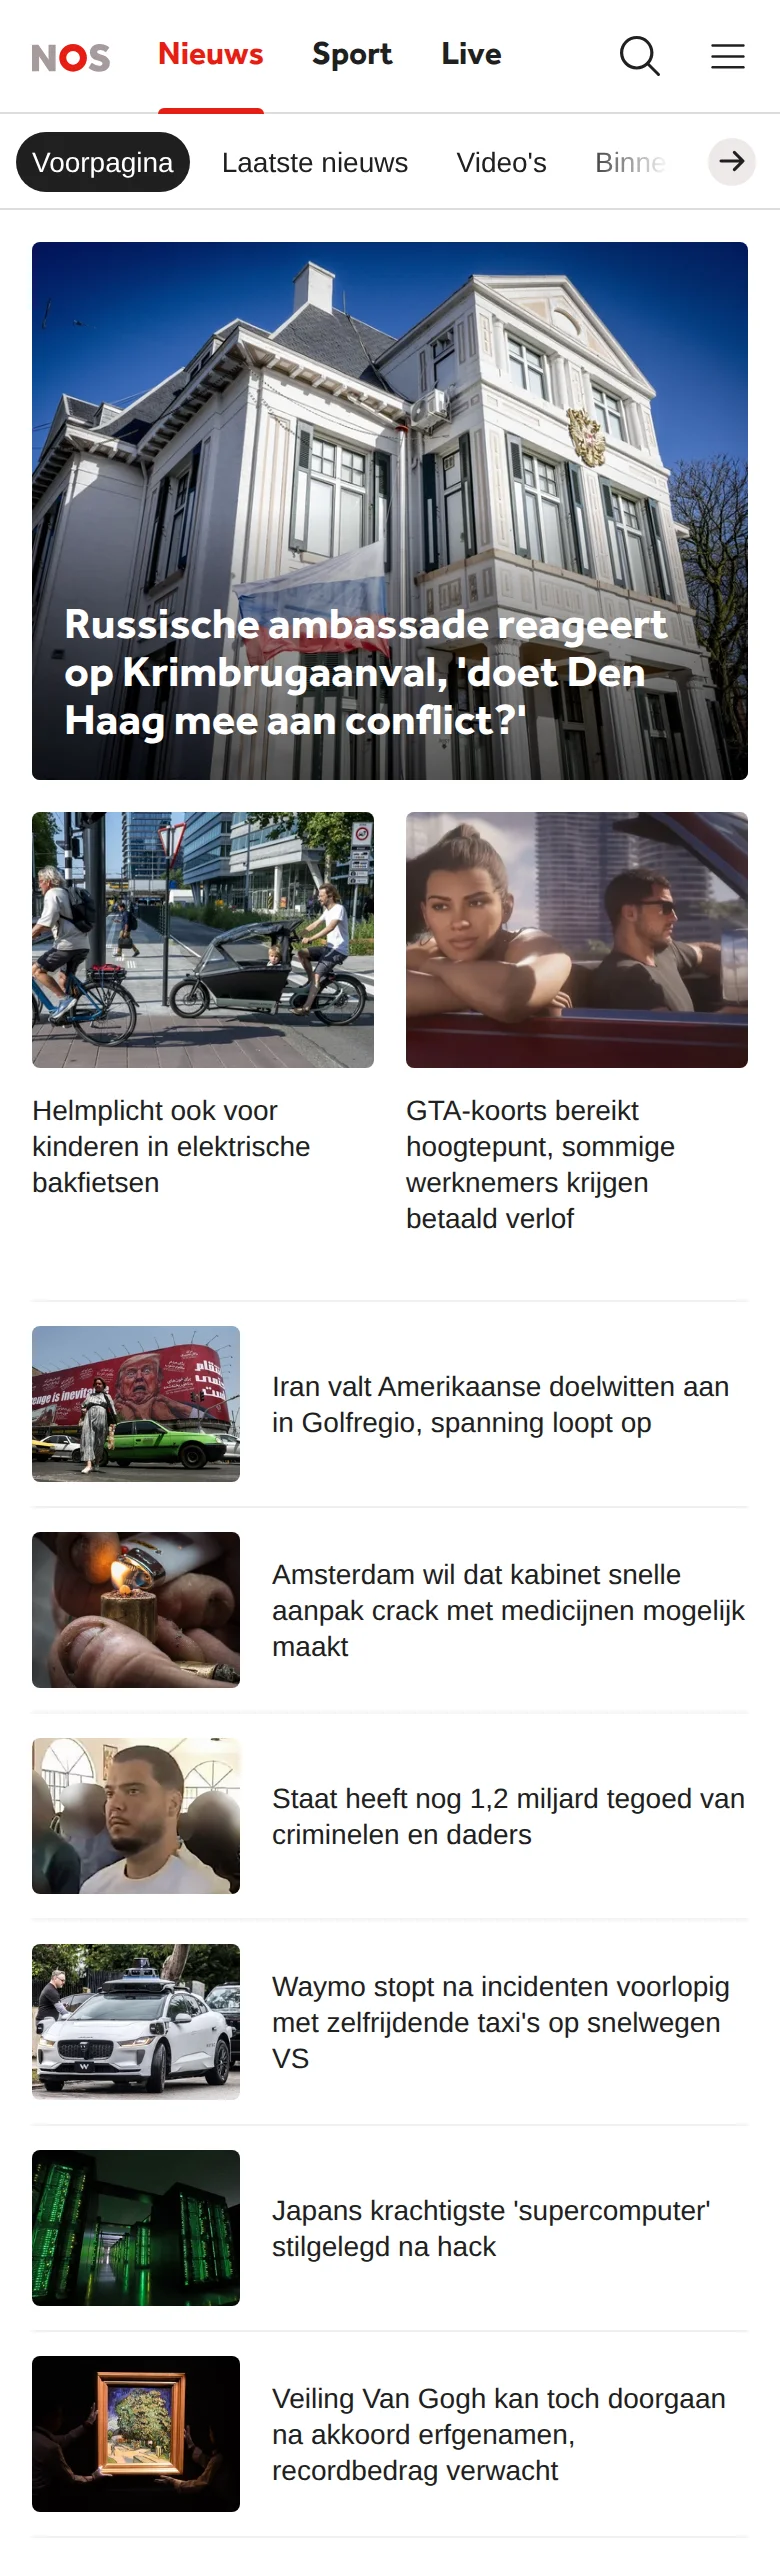 NOS
Nieuws
Sport
Live
Voorpagina
Laatste nieuws
Video's
Binne
Russische ambassade reageert
op Krimbrugaanval, 'doet Den
Haag mee aan conflict?'
Helmplicht ook voor
kinderen in elektrische
bakfietsen
GTA-koorts bereikt
hoogtepunt, sommige
werknemers krijgen
betaald verlof
Iran valt Amerikaanse doelwitten aan
in Golfregio, spanning loopt op
Amsterdam wil dat kabinet snelle
aanpak crack met medicijnen mogelijk
maakt
Staat heeft nog 1,2 miljard tegoed van
criminelen en daders
Waymo stopt na incidenten voorlopig
met zelfrijdende taxi's op snelwegen
VS
Japans krachtigste 'supercomputer'
stilgelegd na hack
Veiling Van Gogh kan toch doorgaan
na akkoord erfgenamen,
recordbedrag verwacht